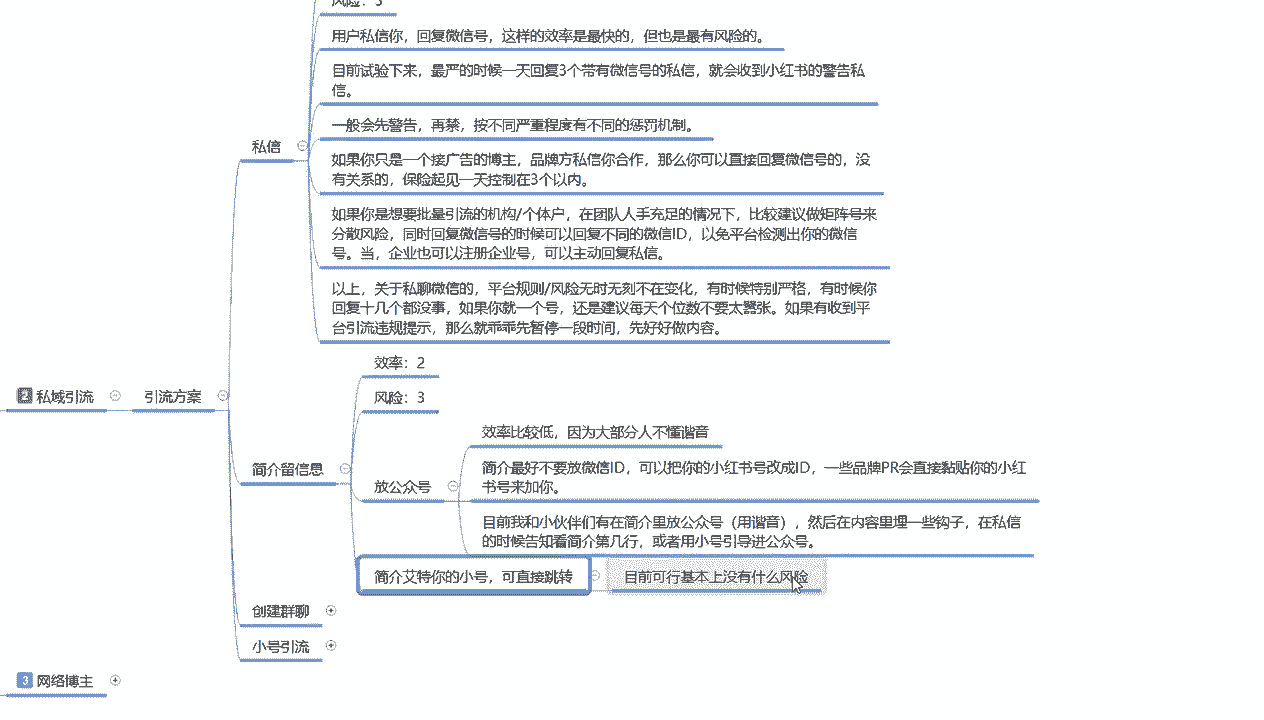 风险：3
用户私信你，回复微信号，这样的效率是最快的，但也是最有风险的。
目前试验下来，最严的时候一天回复3个带有微信号的私信，就会收到小红书的警告私
信。
一般会先警告，再禁，按不同严重程度有不同的惩罚机制。
私信
如果你只是一个接广告的博主，品牌方私信你合作，那么你可以直接回复微信号的，没
有关系的，保险起见一天控制在3个以内。
如果你是想要批量引流的机构/个体户，在团队人手充足的情况下，比较建议做矩阵号来
分散风险，同时回复微信号的时候可以回复不同的微信ID，以免平台检测出你的微信
号。当，企业也可以注册企业号，可以主动回复私信。
以上，关于私聊微信的，平台规则/风险无时无刻不在变化，有时候特别严格，有时候你
回复十几个都没事，如果你就一个号，还是建议每天个位数不要太嚣张。如果有收到平
台引流违规提示，那么就乖乖先暂停一段时间，先好好做内容。
2 私域引流
引流方案
效率：2
风险：3
简介留信息
放公众号
效率比较低，因为大部分人不懂谐音
简介最好不要放微信ID，可以把你的小红书号改成ID，一些品牌PR会直接黏贴你的小红
书号来加你。
目前我和小伙伴们有在简介里放公众号（用谐音），然后在内容里埋一些钩子，在私信
的时候告知看简介第几行，或者用小号引导进公众号。
简介艾特你的小号，可直接跳转
目前可行基本上没有什么风险
创建群聊
小号引流
3 网络博主